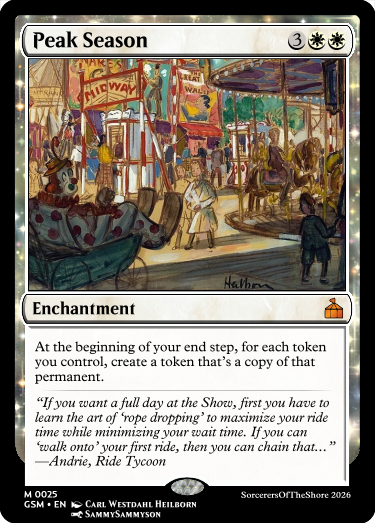 Peak Season 3
MIDWAY
GREAT
WALL
Heilborn
Enchantment
At the beginning of your end step, for each token
you control, create a token that's a copy of that
permanent.
“If you want a full day at the Show, first you have to
learn the art of ‘rope dropping’ to maximize your ride
time while minimizing your wait time. If you can
‘walk onto’ your first ride, then you can chain that…”
—Andrie, Ride Tycoon
M 0025
GSM • EN Carl Westdahl Heilborn
SammySammyson
SorcerersOfTheShore 2026